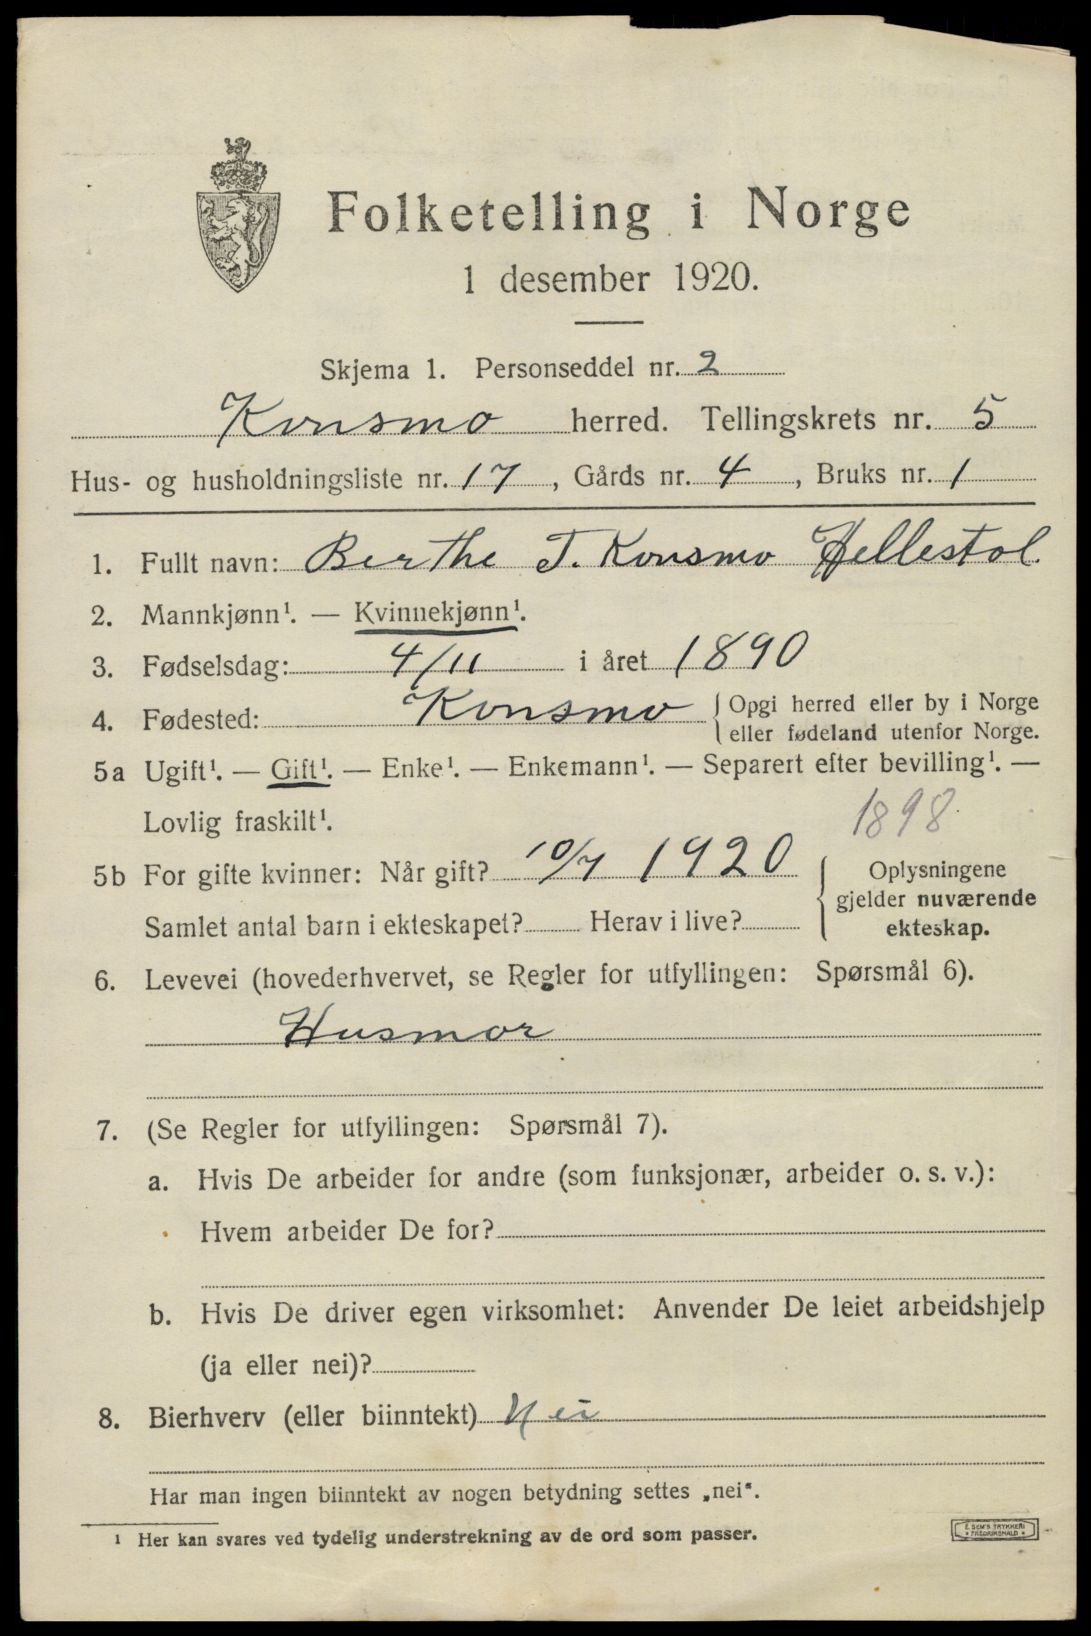 Folketelling i Norge
1 desember 1920.
Skjema 1. Personseddel nr. 2
Konsmo herred. Tellingskrets nr. 5
Hus- og husholdningsliste nr. 17, Gårds nr. 4, Bruks nr. 1
1. Fullt navn: Berthe T. Konsmo Hellestøl.
2. Mannkjønn¹. — Kvinnekjønn¹.
3. Fødselsdag: 4/11 i året 1890
4. Fødested: Konsmo { Opgi herred eller by i Norge
eller fødeland utenfor Norge.
5a Ugift¹. — Gift¹. — Enke¹. — Enkemann¹. — Separert efter bevilling¹. —
Lovlig fraskilt¹.
1898
5b For gifte kvinner: Når gift? 10/7 1920 { Oplysningene
gjelder nuværende
Samlet antal barn i ekteskapet? Herav i live? ekteskap.
6. Levevei (hovederhvervet, se Regler for utfyllingen: Spørsmål 6).
Husmor
7. (Se Regler for utfyllingen: Spørsmål 7).
a. Hvis De arbeider for andre (som funksjonær, arbeider o. s. v.):
Hvem arbeider De for?
b. Hvis De driver egen virksomhet: Anvender De leiet arbeidshjelp
(ja eller nei)?
8. Bierhverv (eller biinntekt) Nei
Har man ingen biinntekt av nogen betydning settes „nei“.
¹ Her kan svares ved tydelig understrekning av de ord som passer.
E. SEM'S TRYKKERI
• FREDRIKSHALD •